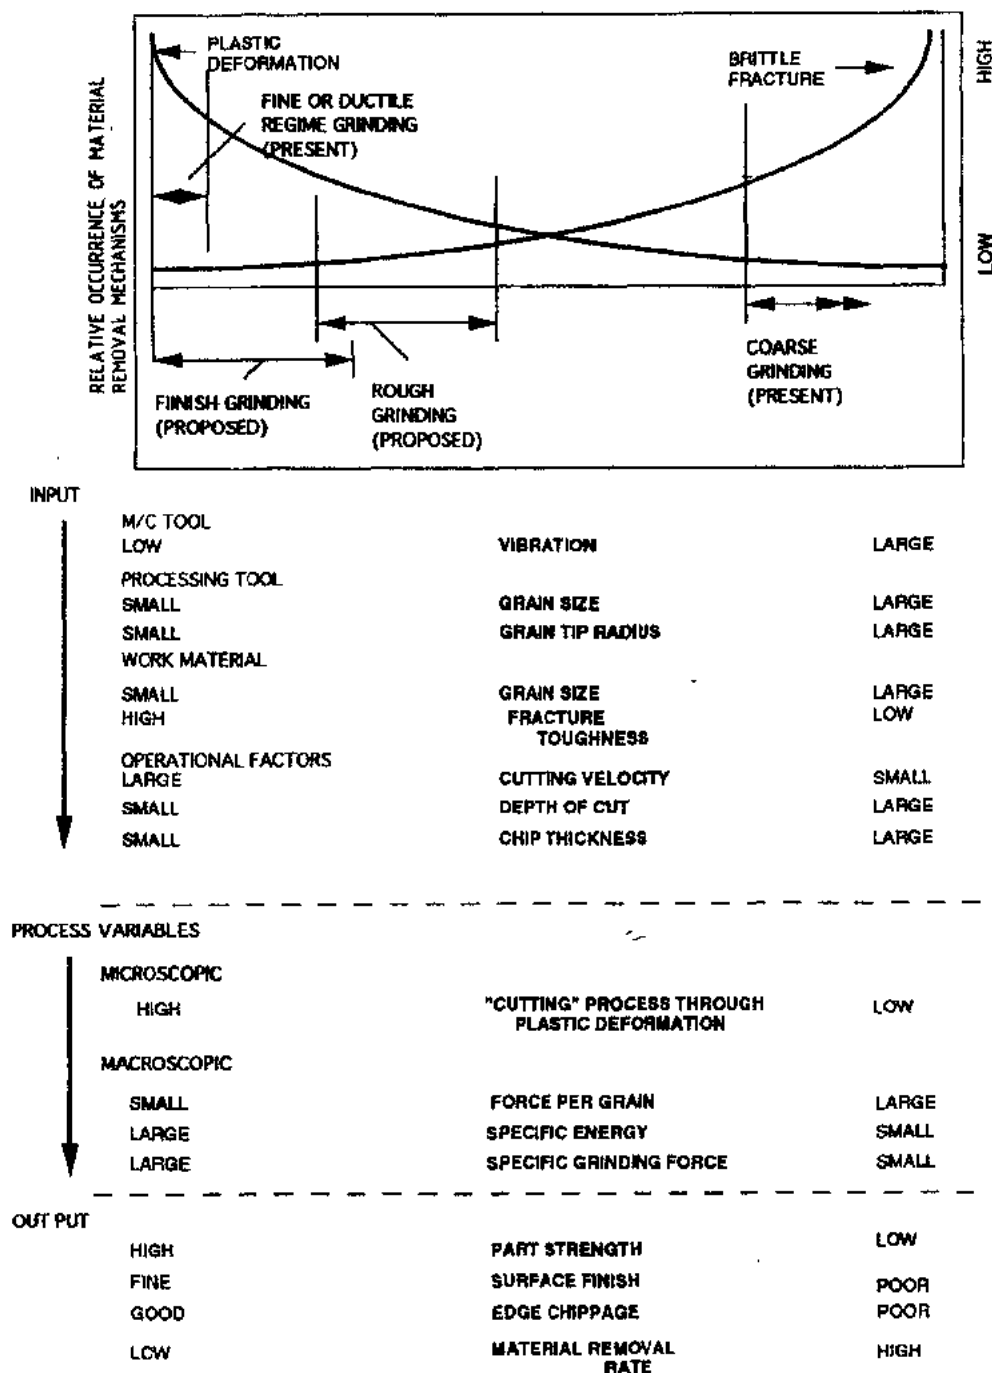 PLASTIC
DEFORMATION
BRITTLE
FRACTURE
HIGH
FINE OR DUCTILE
REGIME GRINDING
(PRESENT)
RELATIVE OCCURRENCE OF MATERIAL
REMOVAL MECHANISMS
LOW
COARSE
GRINDING
(PRESENT)
ROUGH
GRINDING
(PROPOSED)
FIINISH GRINDING
(PROPOSED)
INPUT
M/C TOOL
LOW VIBRATION LARGE
PROCESSING TOOL
SMALL GRAIN SIZE LARGE
SMALL GRAIN TIP RADIUS LARGE
WORK MATERIAL
SMALL GRAIN SIZE LARGE
HIGH FRACTURE LOW
TOUGHNESS
OPERATIONAL FACTORS
LARGE CUTTING VELOCITY SMALL
SMALL DEPTH OF CUT LARGE
SMALL CHIP THICKNESS LARGE
PROCESS VARIABLES
MICROSCOPIC
HIGH "CUTTING" PROCESS THROUGH LOW
PLASTIC DEFORMATION
MACROSCOPIC
SMALL FORCE PER GRAIN LARGE
LARGE SPECIFIC ENERGY SMALL
LARGE SPECIFIC GRINDING FORCE SMALL
OUT PUT
HIGH PART STRENGTH LOW
FINE SURFACE FINISH POOR
GOOD EDGE CHIPPAGE POOR
LOW MATERIAL REMOVAL HIGH
RATE